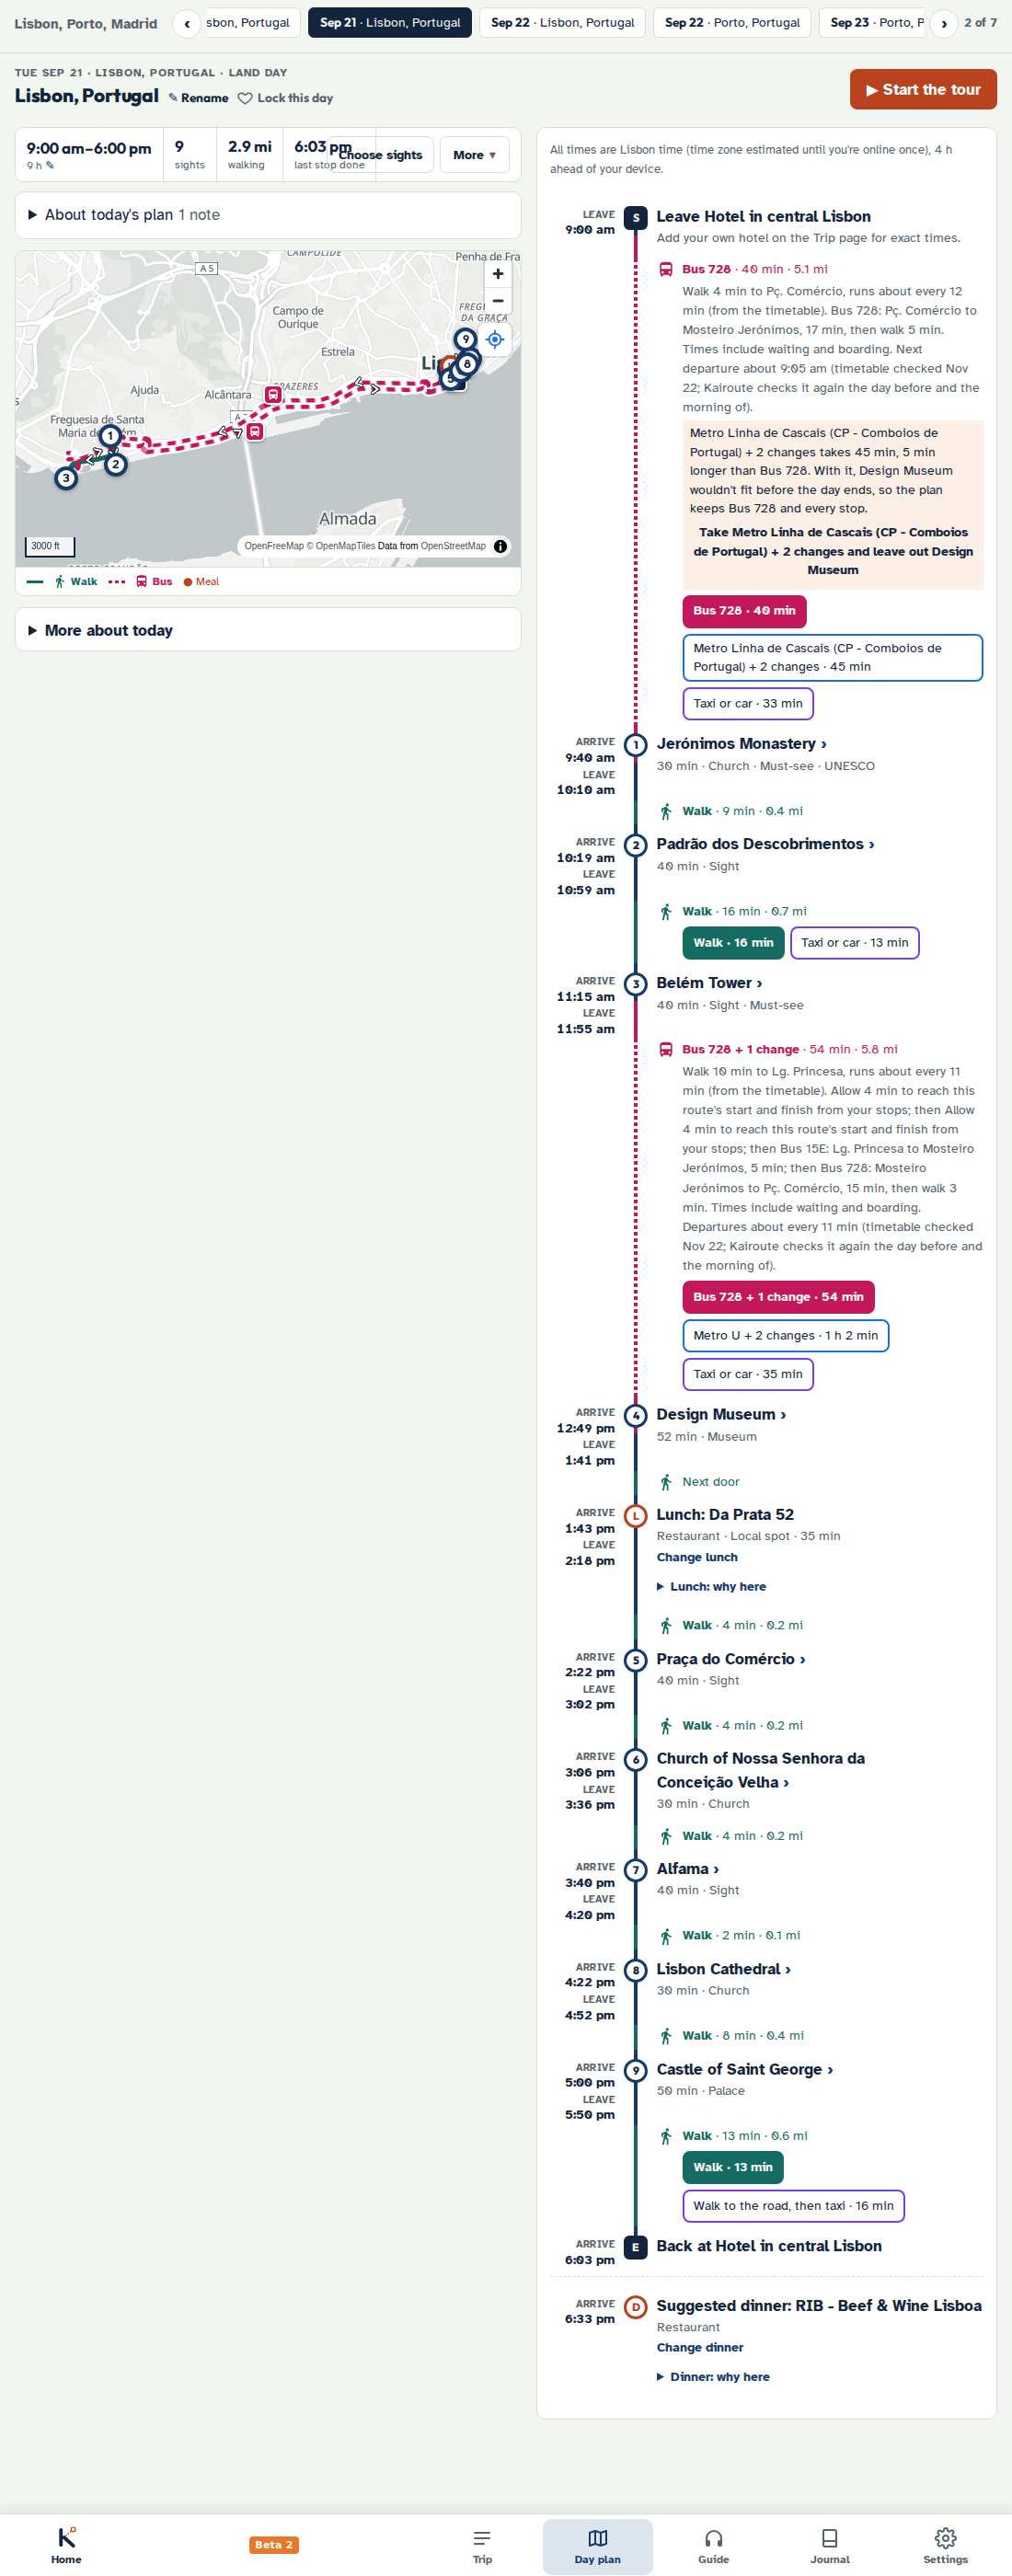 Lisbon, Porto, Madrid
‹
sbon, Portugal
Sep 21 · Lisbon, Portugal
Sep 22 · Lisbon, Portugal
Sep 22 · Porto, Portugal
Sep 23 · Porto, P
›
2 of 7
TUE SEP 21 · LISBON, PORTUGAL · LAND DAY
Lisbon, Portugal
✎ Rename
Lock this day
▶ Start the tour
9:00 am–6:00 pm
9 h ✎
9
sights
2.9 mi
walking
6:03 pm
last stop done
Choose sights
More ▾
▶ About today's plan 1 note
CAMPOLIDE
A 5
Penha de Fra
Campo de
Ourique
DA GRAÇA
Estrela
Ajuda
Alcântara
Freguesia de Santa
Almada
+
−
9
8
5
1
2
3
3000 ft
OpenFreeMap © OpenMapTiles Data from OpenStreetMap
Walk
Bus
Meal
▶ More about today
All times are Lisbon time (time zone estimated until you're online once), 4 h
ahead of your device.
LEAVE
9:00 am
S
Leave Hotel in central Lisbon
Add your own hotel on the Trip page for exact times.
Bus 728 · 40 min · 5.1 mi
Walk 4 min to Pç. Comércio, runs about every 12
min (from the timetable). Bus 728: Pç. Comércio to
Mosteiro Jerónimos, 17 min, then walk 5 min.
Times include waiting and boarding. Next
departure about 9:05 am (timetable checked Nov
22; Kairoute checks it again the day before and the
morning of).
Metro Linha de Cascais (CP - Comboios de
Portugal) + 2 changes takes 45 min, 5 min
longer than Bus 728. With it, Design Museum
wouldn't fit before the day ends, so the plan
keeps Bus 728 and every stop.
Take Metro Linha de Cascais (CP - Comboios
de Portugal) + 2 changes and leave out Design
Museum
Bus 728 · 40 min
Metro Linha de Cascais (CP - Comboios de
Portugal) + 2 changes · 45 min
Taxi or car · 33 min
ARRIVE
9:40 am
LEAVE
10:10 am
1
Jerónimos Monastery ›
30 min · Church · Must-see · UNESCO
Walk · 9 min · 0.4 mi
ARRIVE
10:19 am
LEAVE
10:59 am
2
Padrão dos Descobrimentos ›
40 min · Sight
Walk · 16 min · 0.7 mi
Walk · 16 min
Taxi or car · 13 min
ARRIVE
11:15 am
LEAVE
11:55 am
3
Belém Tower ›
40 min · Sight · Must-see
Bus 728 + 1 change · 54 min · 5.8 mi
Walk 10 min to Lg. Princesa, runs about every 11
min (from the timetable). Allow 4 min to reach this
route's start and finish from your stops; then Allow
4 min to reach this route's start and finish from
your stops; then Bus 15E: Lg. Princesa to Mosteiro
Jerónimos, 5 min; then Bus 728: Mosteiro
Jerónimos to Pç. Comércio, 15 min, then walk 3
min. Times include waiting and boarding.
Departures about every 11 min (timetable checked
Nov 22; Kairoute checks it again the day before and
the morning of).
Bus 728 + 1 change · 54 min
Metro U + 2 changes · 1 h 2 min
Taxi or car · 35 min
ARRIVE
12:49 pm
LEAVE
1:41 pm
4
Design Museum ›
52 min · Museum
Next door
ARRIVE
1:43 pm
LEAVE
2:18 pm
L
Lunch: Da Prata 52
Restaurant · Local spot · 35 min
Change lunch
▶ Lunch: why here
Walk · 4 min · 0.2 mi
ARRIVE
2:22 pm
LEAVE
3:02 pm
5
Praça do Comércio ›
40 min · Sight
Walk · 4 min · 0.2 mi
ARRIVE
3:06 pm
LEAVE
3:36 pm
6
Church of Nossa Senhora da
Conceição Velha ›
30 min · Church
Walk · 4 min · 0.2 mi
ARRIVE
3:40 pm
LEAVE
4:20 pm
7
Alfama ›
40 min · Sight
Walk · 2 min · 0.1 mi
ARRIVE
4:22 pm
LEAVE
4:52 pm
8
Lisbon Cathedral ›
30 min · Church
Walk · 8 min · 0.4 mi
ARRIVE
5:00 pm
LEAVE
5:50 pm
9
Castle of Saint George ›
50 min · Palace
Walk · 13 min · 0.6 mi
Walk · 13 min
Walk to the road, then taxi · 16 min
ARRIVE
6:03 pm
E
Back at Hotel in central Lisbon
ARRIVE
6:33 pm
D
Suggested dinner: RIB - Beef & Wine Lisboa
Restaurant
Change dinner
▶ Dinner: why here
Home
Beta 2
Trip
Day plan
Guide
Journal
Settings